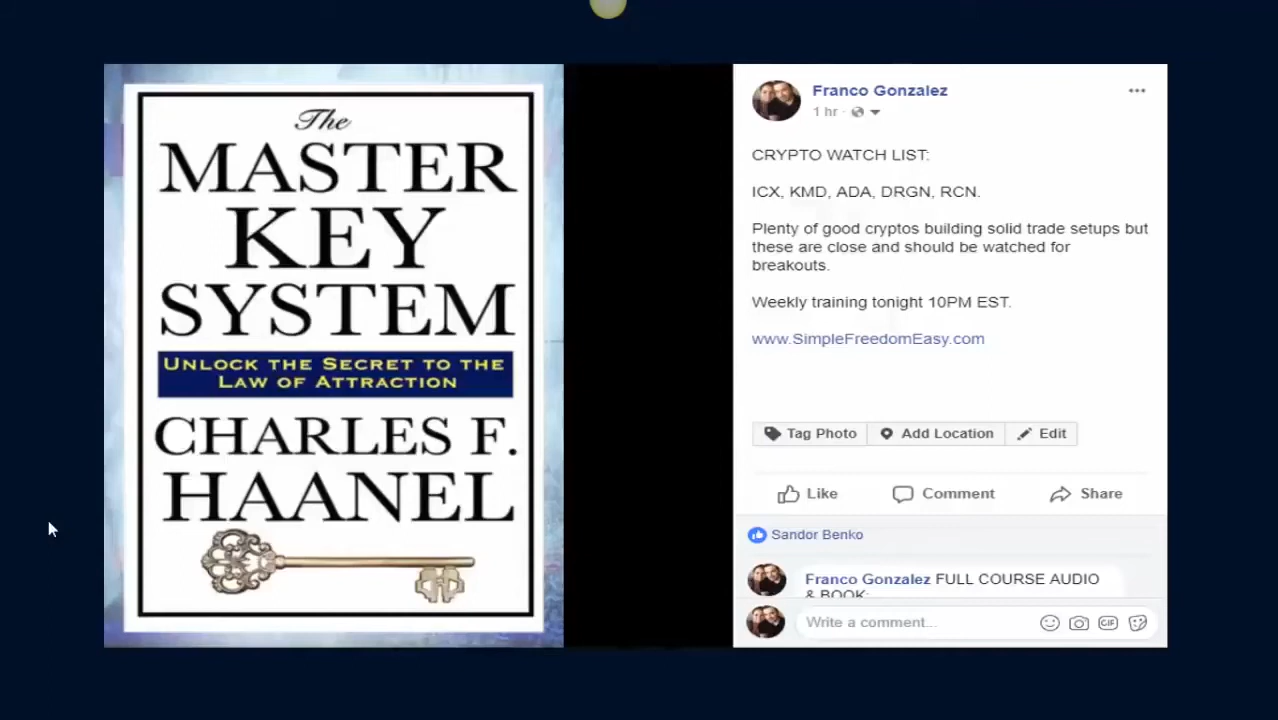 The
MASTER
KEY
SYSTEM
UNLOCK THE SECRET TO THE
LAW OF ATTRACTION
CHARLES F.
HAANEL
Franco Gonzalez
1 hr
CRYPTO WATCH LIST:
ICX, KMD, ADA, DRGN, RCN.
Plenty of good cryptos building solid trade setups but
these are close and should be watched for
breakouts.
Weekly training tonight 10PM EST.
www.SimpleFreedomEasy.com
Tag Photo Add Location Edit
Like Comment Share
Sandor Benko
Franco Gonzalez FULL COURSE AUDIO
& BOOK:
Write a comment...
GIF